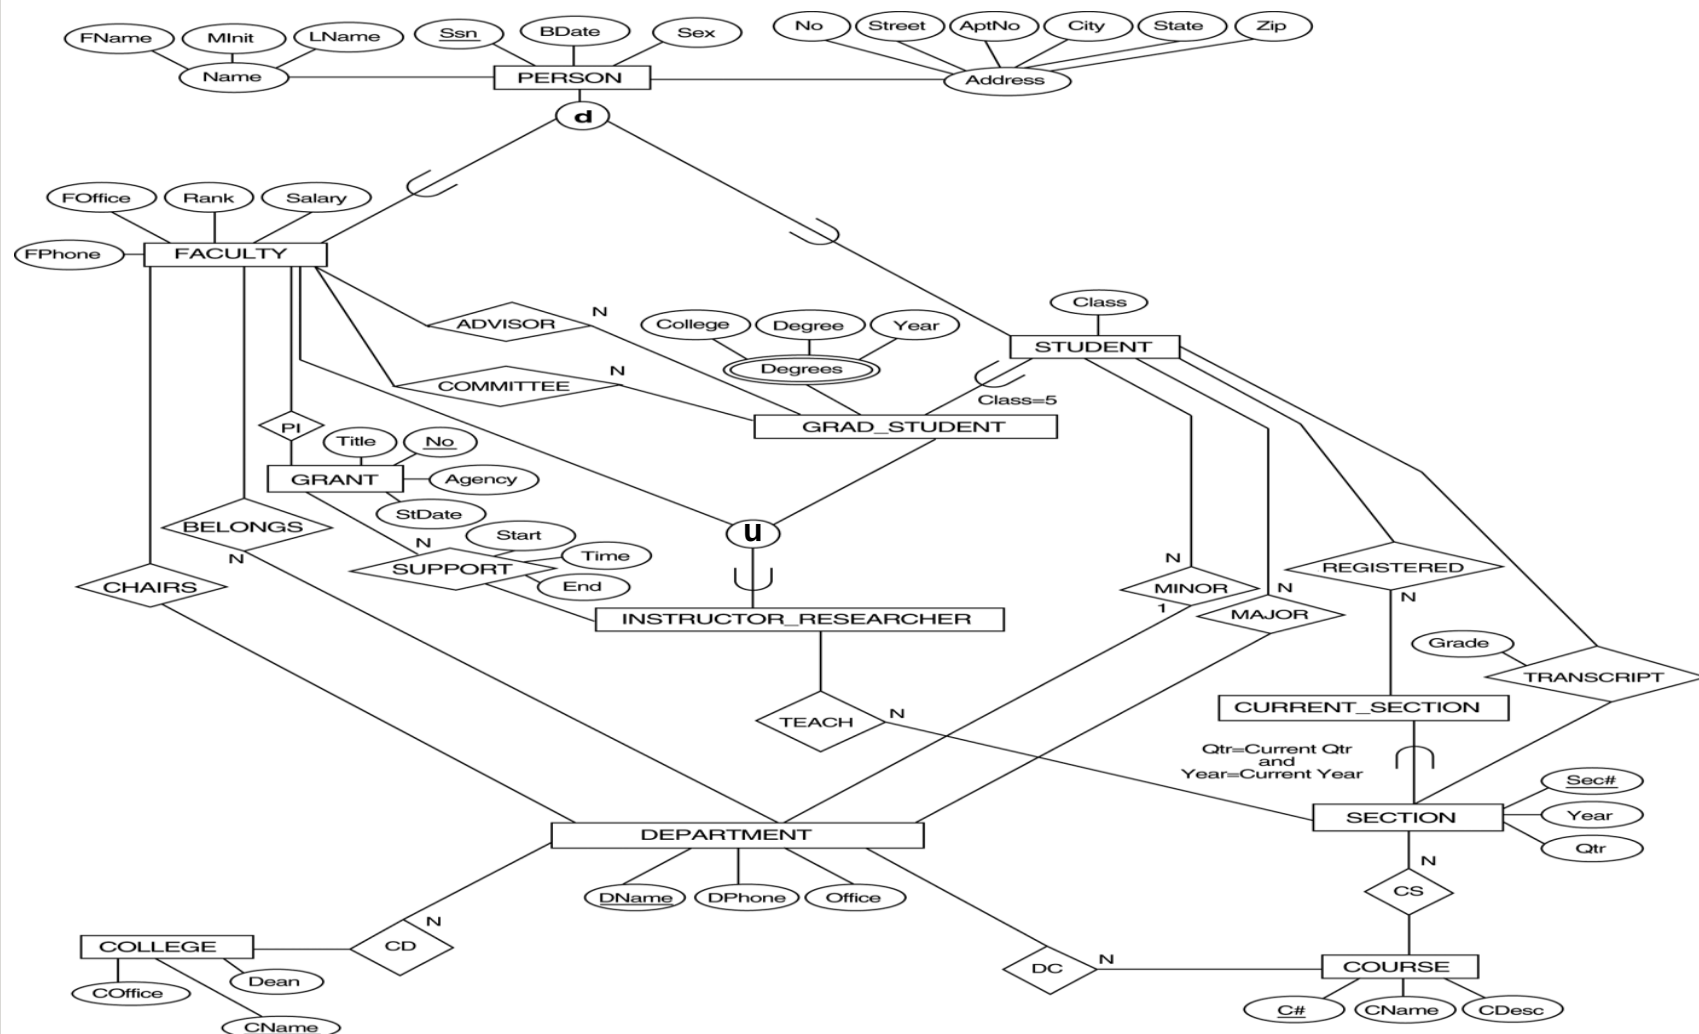 No
Street
AptNo
City
State
Zip
FName
MInit
LName
Ssn
BDate
Sex
Name
PERSON
Address
d
FOffice
Rank
Salary
FPhone
FACULTY
Class
ADVISOR
N
College
Degree
Year
STUDENT
Degrees
COMMITTEE
N
Class=5
GRAD_STUDENT
PI
Title
No
GRANT
Agency
StDate
BELONGS
N
N
Start
Time
End
SUPPORT
u
CHAIRS
INSTRUCTOR_RESEARCHER
N
MINOR
1
N
MAJOR
REGISTERED
N
Grade
TRANSCRIPT
CURRENT_SECTION
TEACH
N
Qtr=Current Qtr
and
Year=Current Year
SECTION
Sec#
Year
Qtr
DEPARTMENT
N
CS
DName
DPhone
Office
N
CD
COLLEGE
COffice
Dean
CName
DC
N
COURSE
C#
CName
CDesc